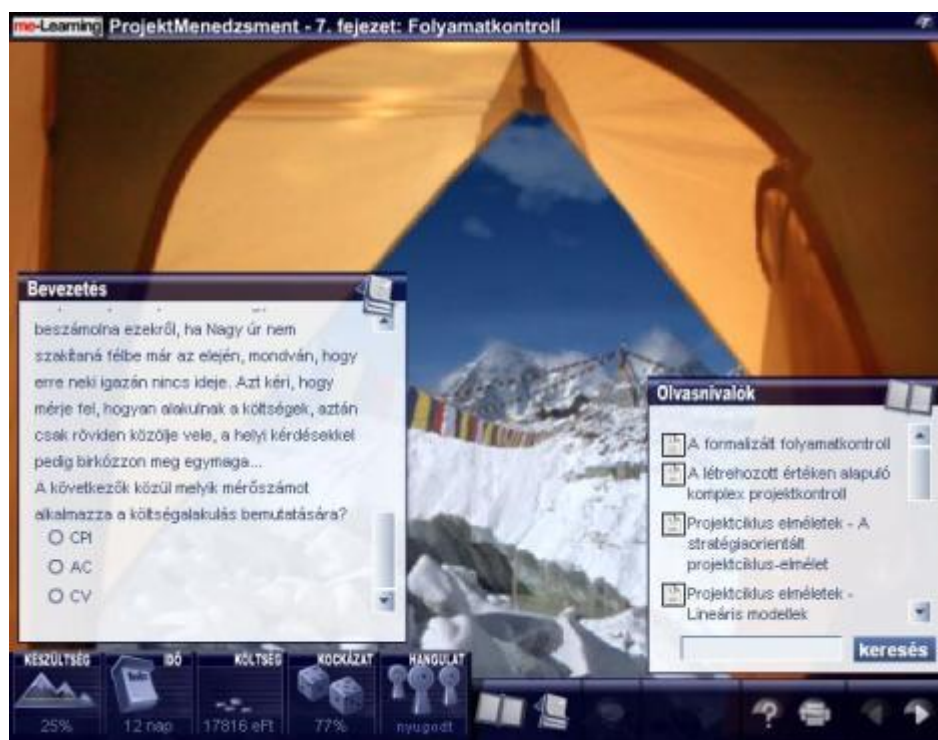 me-Learning ProjektMenedzsment - 7. fejezet: Folyamatkontroll
Bevezetés
beszámolna ezekről, ha Nagy úr nem
szakítaná félbe már az elején, mondván, hogy
erre neki igazán nincs ideje. Azt kéri, hogy
mérje fel, hogyan alakulnak a költségek, aztán
csak röviden közölje vele, a helyi kérdésekkel
pedig birkózzon meg egymaga...
A következők közül melyik mérőszámot
alkalmazza a költségalakulás bemutatására?
CPI
AC
CV
Olvasnivalók
A formalizált folyamatkontroll
A létrehozott értéken alapuló
komplex projektkontroll
Projektciklus elméletek - A
stratégiaorientált
projektciklus-elmélet
Projektciklus elméletek -
Lineáris modellek
keresés
KÉSZÜLTSÉG IDŐ KÖLTSÉG KOCKÁZAT HANGULAT
25% 12 nap 17816 eFt 77% nyugodt